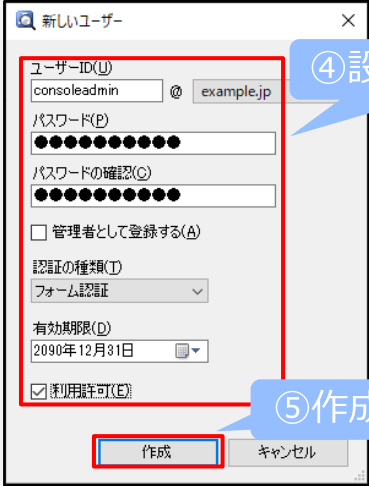 新しいユーザー
④設
ユーザーID(U)
consoleadmin @ example.jp
パスワード(P)
●●●●●●●●●●
パスワードの確認(C)
●●●●●●●●●●
管理者として登録する(A)
認証の種類(T)
フォーム認証
有効期限(D)
2090年12月31日
利用許可(E)
⑤作成
作成 キャンセル